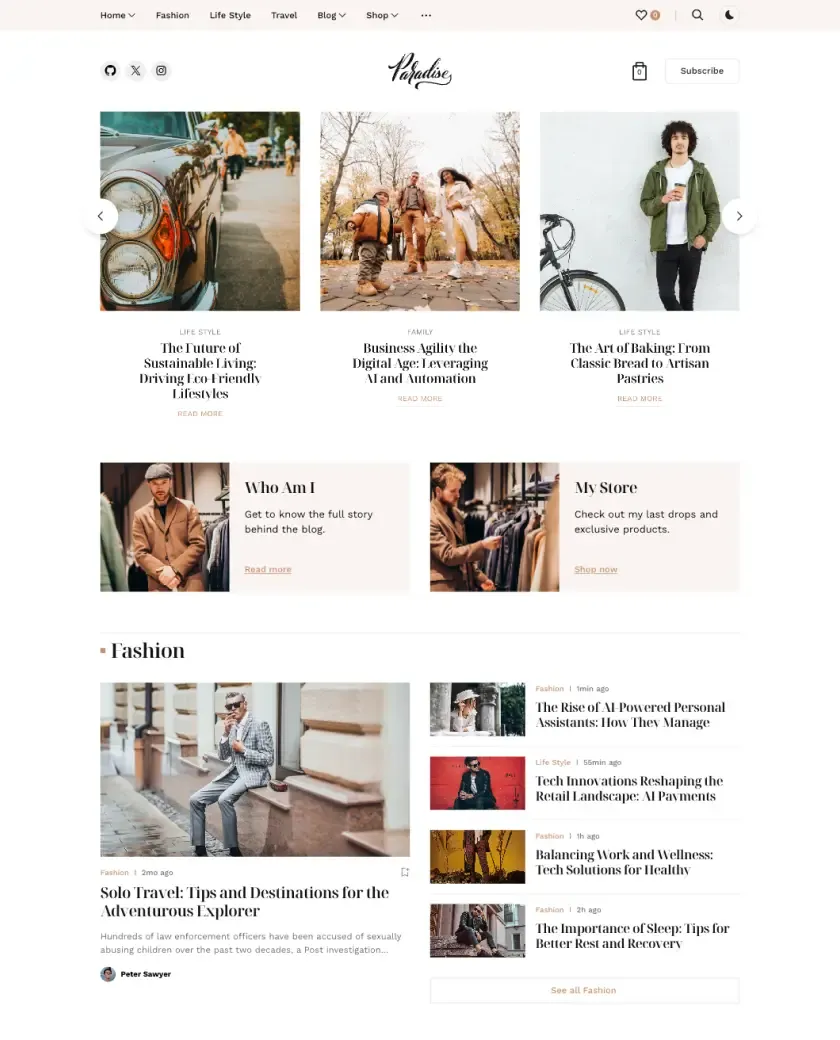 Home Fashion Life Style Travel Blog Shop ··· 0
Paradise 0 Subscribe
LIFE STYLE
The Future of
Sustainable Living:
Driving Eco-Friendly
Lifestyles
READ MORE
FAMILY
Business Agility the
Digital Age: Leveraging
AI and Automation
READ MORE
LIFE STYLE
The Art of Baking: From
Classic Bread to Artisan
Pastries
READ MORE
Who Am I
Get to know the full story
behind the blog.
Read more
My Store
Check out my last drops and
exclusive products.
Shop now
Fashion
Fashion | 2mo ago
Solo Travel: Tips and Destinations for the
Adventurous Explorer
Hundreds of law enforcement officers have been accused of sexually
abusing children over the past two decades, a Post investigation...
Peter Sawyer
Fashion | 1min ago
The Rise of AI-Powered Personal
Assistants: How They Manage
Life Style | 55min ago
Tech Innovations Reshaping the
Retail Landscape: AI Payments
Fashion | 1h ago
Balancing Work and Wellness:
Tech Solutions for Healthy
Fashion | 2h ago
The Importance of Sleep: Tips for
Better Rest and Recovery
See all Fashion